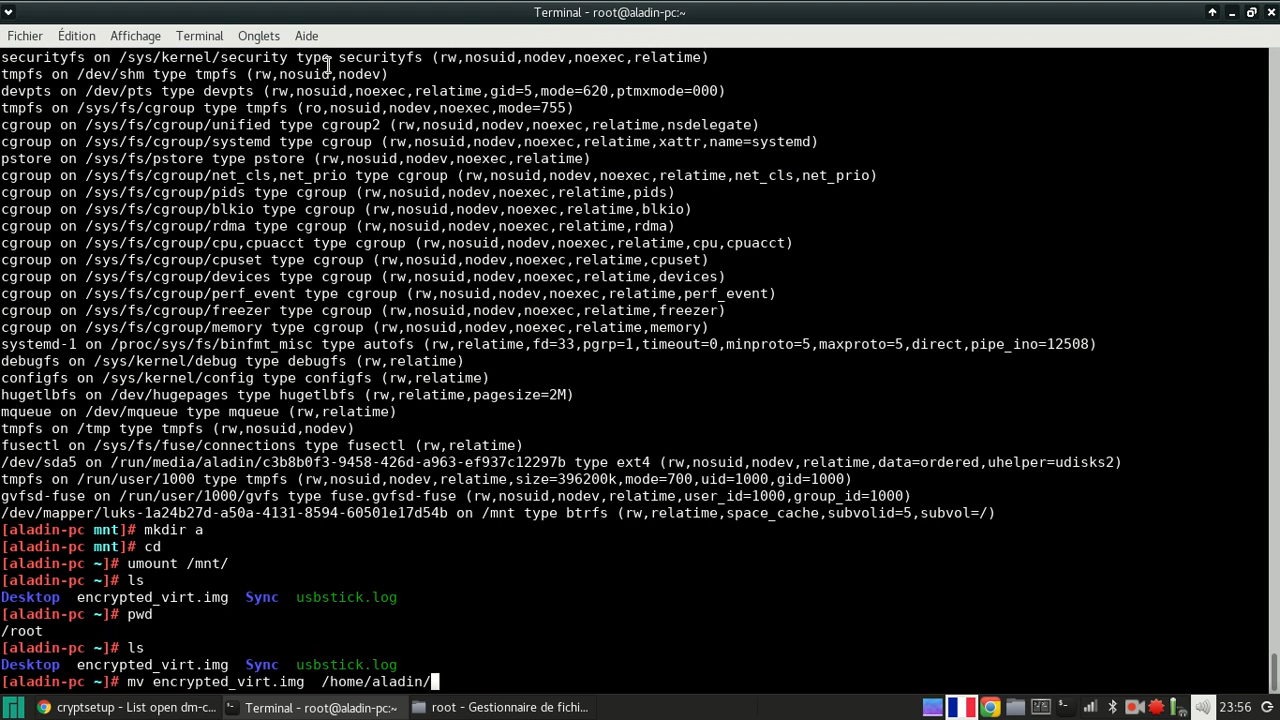 Terminal - root@aladin-pc:~
Fichier Édition Affichage Terminal Onglets Aide
securityfs on /sys/kernel/security type securityfs (rw,nosuid,nodev,noexec,relatime)
tmpfs on /dev/shm type tmpfs (rw,nosuid,nodev)
devpts on /dev/pts type devpts (rw,nosuid,noexec,relatime,gid=5,mode=620,ptmxmode=000)
tmpfs on /sys/fs/cgroup type tmpfs (ro,nosuid,nodev,noexec,mode=755)
cgroup on /sys/fs/cgroup/unified type cgroup2 (rw,nosuid,nodev,noexec,relatime,nsdelegate)
cgroup on /sys/fs/cgroup/systemd type cgroup (rw,nosuid,nodev,noexec,relatime,xattr,name=systemd)
pstore on /sys/fs/pstore type pstore (rw,nosuid,nodev,noexec,relatime)
cgroup on /sys/fs/cgroup/net_cls,net_prio type cgroup (rw,nosuid,nodev,noexec,relatime,net_cls,net_prio)
cgroup on /sys/fs/cgroup/pids type cgroup (rw,nosuid,nodev,noexec,relatime,pids)
cgroup on /sys/fs/cgroup/blkio type cgroup (rw,nosuid,nodev,noexec,relatime,blkio)
cgroup on /sys/fs/cgroup/rdma type cgroup (rw,nosuid,nodev,noexec,relatime,rdma)
cgroup on /sys/fs/cgroup/cpu,cpuacct type cgroup (rw,nosuid,nodev,noexec,relatime,cpu,cpuacct)
cgroup on /sys/fs/cgroup/cpuset type cgroup (rw,nosuid,nodev,noexec,relatime,cpuset)
cgroup on /sys/fs/cgroup/devices type cgroup (rw,nosuid,nodev,noexec,relatime,devices)
cgroup on /sys/fs/cgroup/perf_event type cgroup (rw,nosuid,nodev,noexec,relatime,perf_event)
cgroup on /sys/fs/cgroup/freezer type cgroup (rw,nosuid,nodev,noexec,relatime,freezer)
cgroup on /sys/fs/cgroup/memory type cgroup (rw,nosuid,nodev,noexec,relatime,memory)
systemd-1 on /proc/sys/fs/binfmt_misc type autofs (rw,relatime,fd=33,pgrp=1,timeout=0,minproto=5,maxproto=5,direct,pipe_ino=12508)
debugfs on /sys/kernel/debug type debugfs (rw,relatime)
configfs on /sys/kernel/config type configfs (rw,relatime)
hugetlbfs on /dev/hugepages type hugetlbfs (rw,relatime,pagesize=2M)
mqueue on /dev/mqueue type mqueue (rw,relatime)
tmpfs on /tmp type tmpfs (rw,nosuid,nodev)
fusectl on /sys/fs/fuse/connections type fusectl (rw,relatime)
/dev/sda5 on /run/media/aladin/c3b8b0f3-9458-426d-a963-ef937c12297b type ext4 (rw,nosuid,nodev,relatime,data=ordered,uhelper=udisks2)
tmpfs on /run/user/1000 type tmpfs (rw,nosuid,nodev,relatime,size=396200k,mode=700,uid=1000,gid=1000)
gvfsd-fuse on /run/user/1000/gvfs type fuse.gvfsd-fuse (rw,nosuid,nodev,relatime,user_id=1000,group_id=1000)
/dev/mapper/luks-1a24b27d-a50a-4131-8594-60501e17d54b on /mnt type btrfs (rw,relatime,space_cache,subvolid=5,subvol=/)
[aladin-pc mnt]# mkdir a
[aladin-pc mnt]# cd
[aladin-pc ~]# umount /mnt/
[aladin-pc ~]# ls
Desktop encrypted_virt.img Sync usbstick.log
[aladin-pc ~]# pwd
/root
[aladin-pc ~]# ls
Desktop encrypted_virt.img Sync usbstick.log
[aladin-pc ~]# mv encrypted_virt.img /home/aladin/
cryptsetup - List open dm-c... Terminal - root@aladin-pc:~ root - Gestionnaire de fichi... 23:56